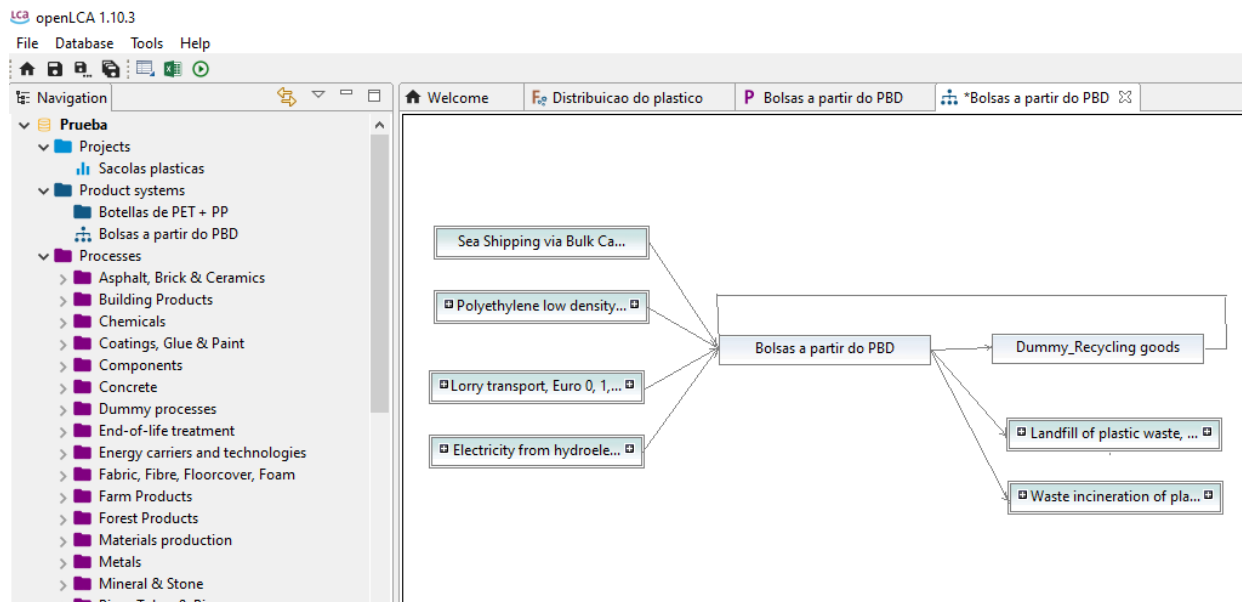 LCA openLCA 1.10.3
File Database Tools Help
Navigation
Welcome
Fe Distribuicao do plastico
P Bolsas a partir do PBD
*Bolsas a partir do PBD
Prueba
Projects
Sacolas plasticas
Product systems
Botellas de PET + PP
Bolsas a partir do PBD
Processes
Asphalt, Brick & Ceramics
Building Products
Chemicals
Coatings, Glue & Paint
Components
Concrete
Dummy processes
End-of-life treatment
Energy carriers and technologies
Fabric, Fibre, Floorcover, Foam
Farm Products
Forest Products
Materials production
Metals
Mineral & Stone
Sea Shipping via Bulk Ca...
Polyethylene low density...
Lorry transport, Euro 0, 1,...
Electricity from hydroele...
Bolsas a partir do PBD
Dummy_Recycling goods
Landfill of plastic waste, ...
Waste incineration of pla...